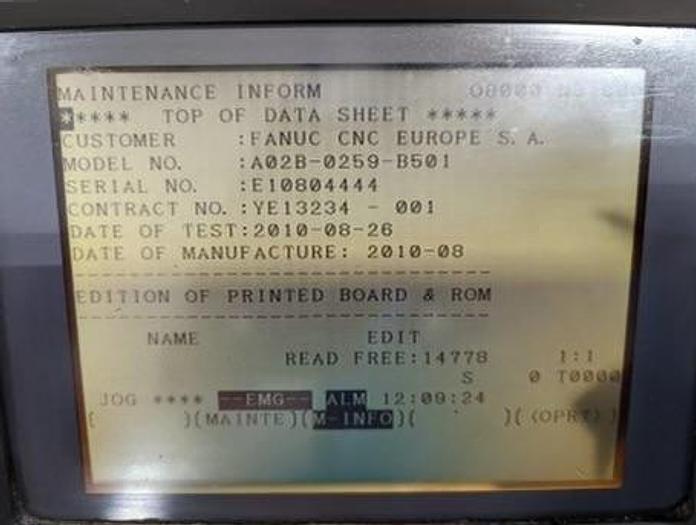 MAINTENANCE INFORM
***** TOP OF DATA SHEET *****
CUSTOMER :FANUC CNC EUROPE S. A.
MODEL NO. :A02B-0259-B501
SERIAL NO. :E10804444
CONTRACT NO. :YE13234 - 001
DATE OF TEST:2010-08-26
DATE OF MANUFACTURE: 2010-08
--------------------------------
EDITION OF PRINTED BOARD & ROM
--------------------------------
NAME EDIT
READ FREE:14778 1:1
S 0 T0000
JOG **** --EMG-- ALM 12:09:24
( )(MAINTE)(M-INFO)( )( (OPRT) )